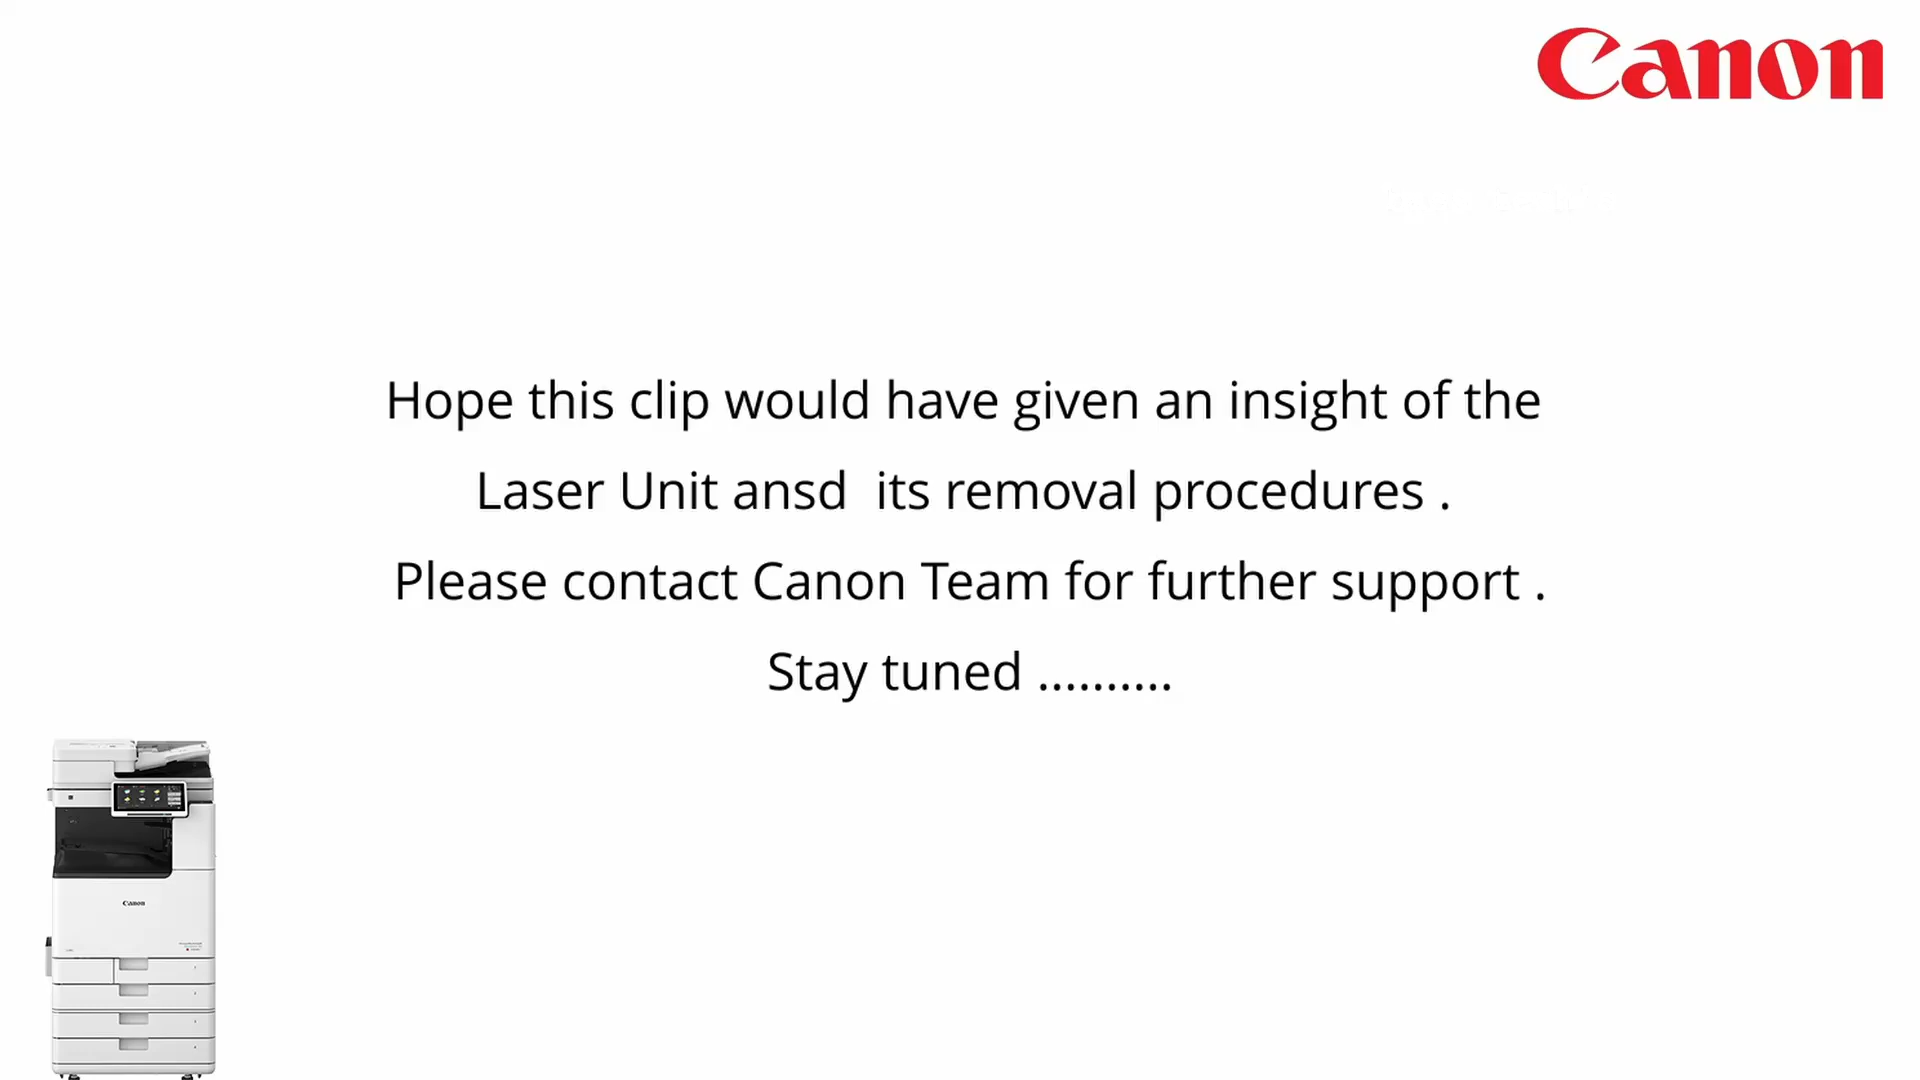 Canon
Hope this clip would have given an insight of the
Laser Unit ansd  its removal procedures .
Please contact Canon Team for further support .
Stay tuned ..........
Canon